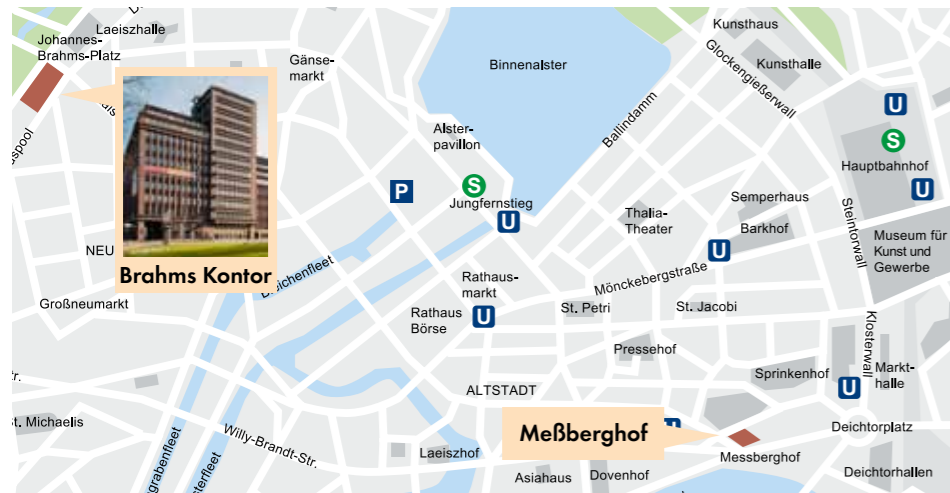 Laeiszhalle
Johannes-
Brahms-Platz
Gänse-
markt
Binnenalster
Kunsthaus
Kunsthalle
Glockengießerwall
Ballindamm
Alster-
pavillon
U
S
Hauptbahnhof
U
P
S
Jungfernstieg
U
Semperhaus
Barkhof
Thalia-
Theater
U
Steintorwall
Museum für
Kunst und
Gewerbe
Brahms Kontor
Großneumarkt
Rathaus-
markt
Mönckebergstraße
Rathaus
Börse
U
St. Petri
St. Jacobi
Pressehof
Klosterwall
Sprinkenhof
Markt-
halle
U
ALTSTADT
St. Michaelis
Willy-Brandt-Str.
Meßberghof
U
Deichtorplatz
Laeiszhof
Messberghof
Asiahaus
Dovenhof
Deichtorhallen